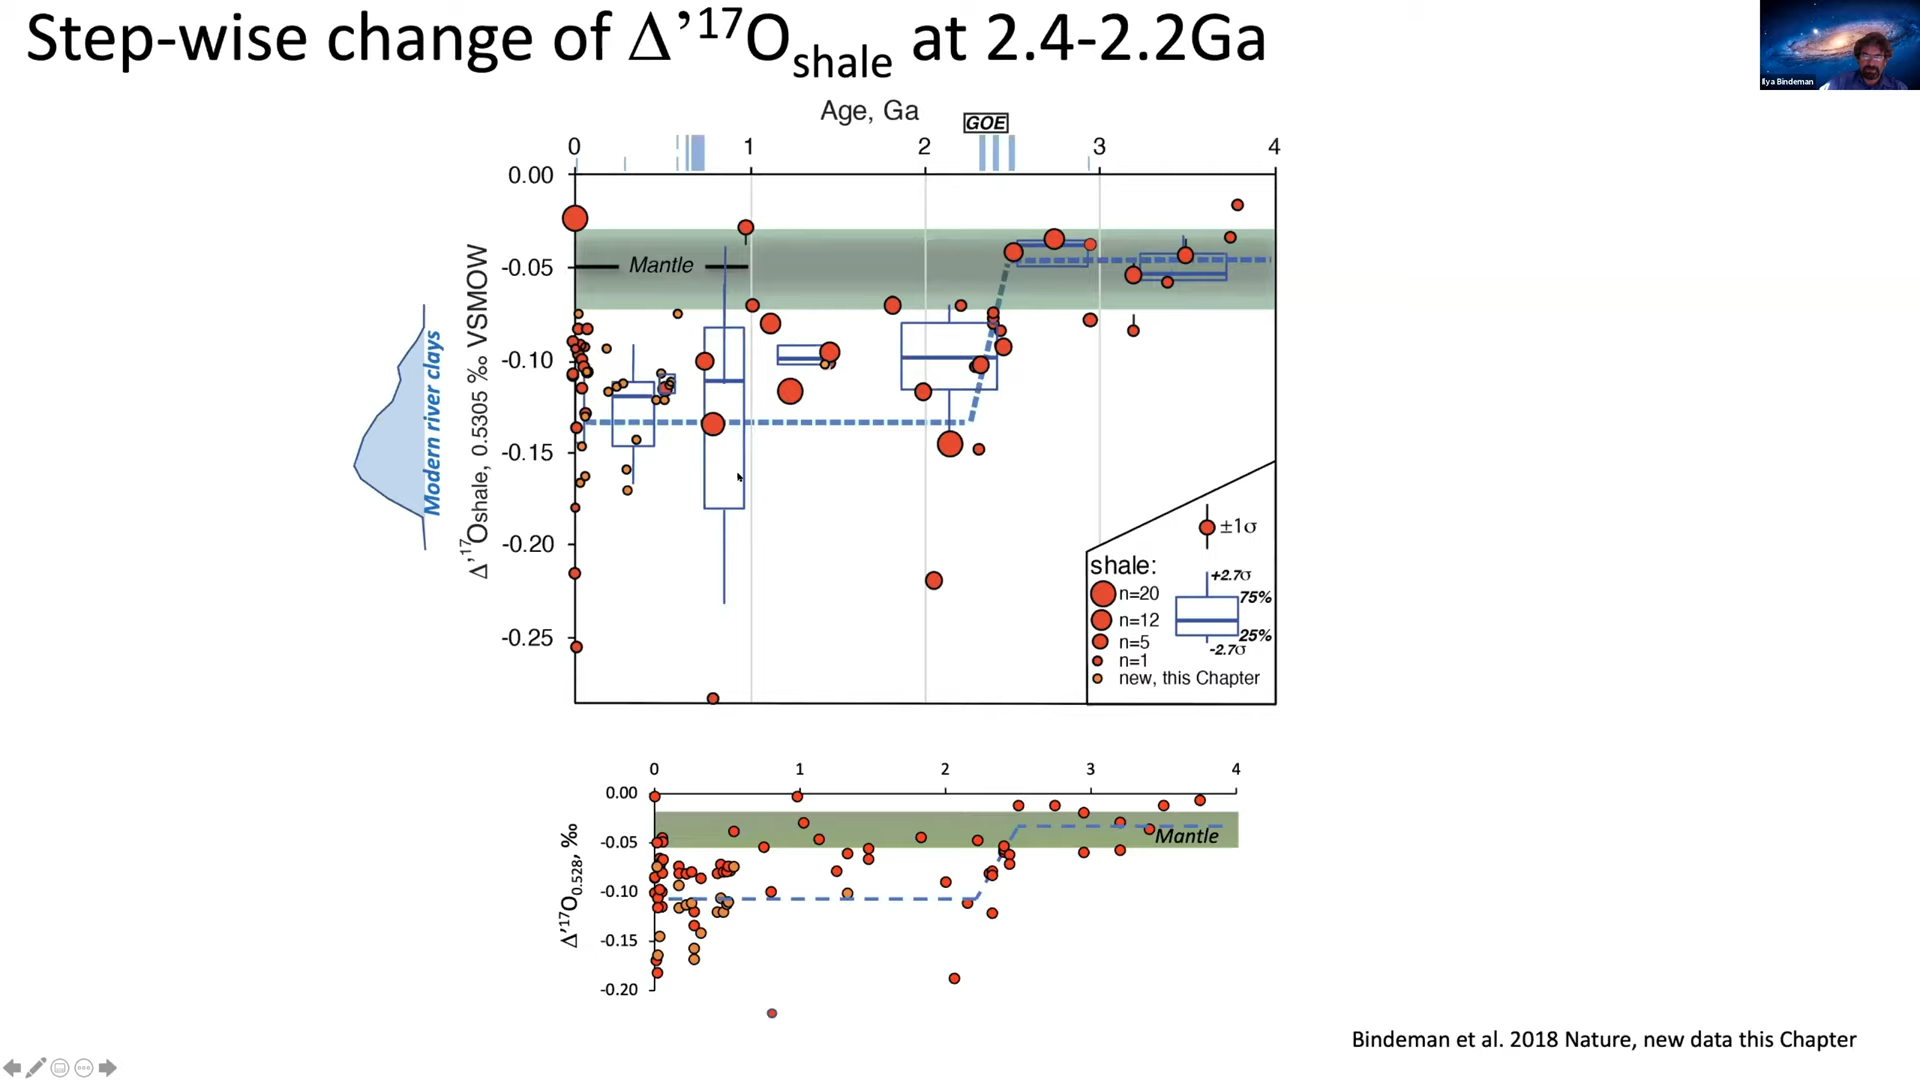 Step-wise change of Δ’¹⁷Oshale at 2.4-2.2Ga
Ilya Bindeman
Age, Ga
GOE
0 1 2 3 4
0.00
-0.05
-0.10
-0.15
-0.20
-0.25
Δ’¹⁷Oshale, 0.5305 ‰ VSMOW
Modern river clays
Mantle
±1σ
shale:
n=20
n=12
n=5
n=1
new, this Chapter
+2.7σ
75%
25%
-2.7σ
0 1 2 3 4
0.00
-0.05
-0.10
-0.15
-0.20
Δ’¹⁷O0.528, ‰
Mantle
Bindeman et al. 2018 Nature, new data this Chapter